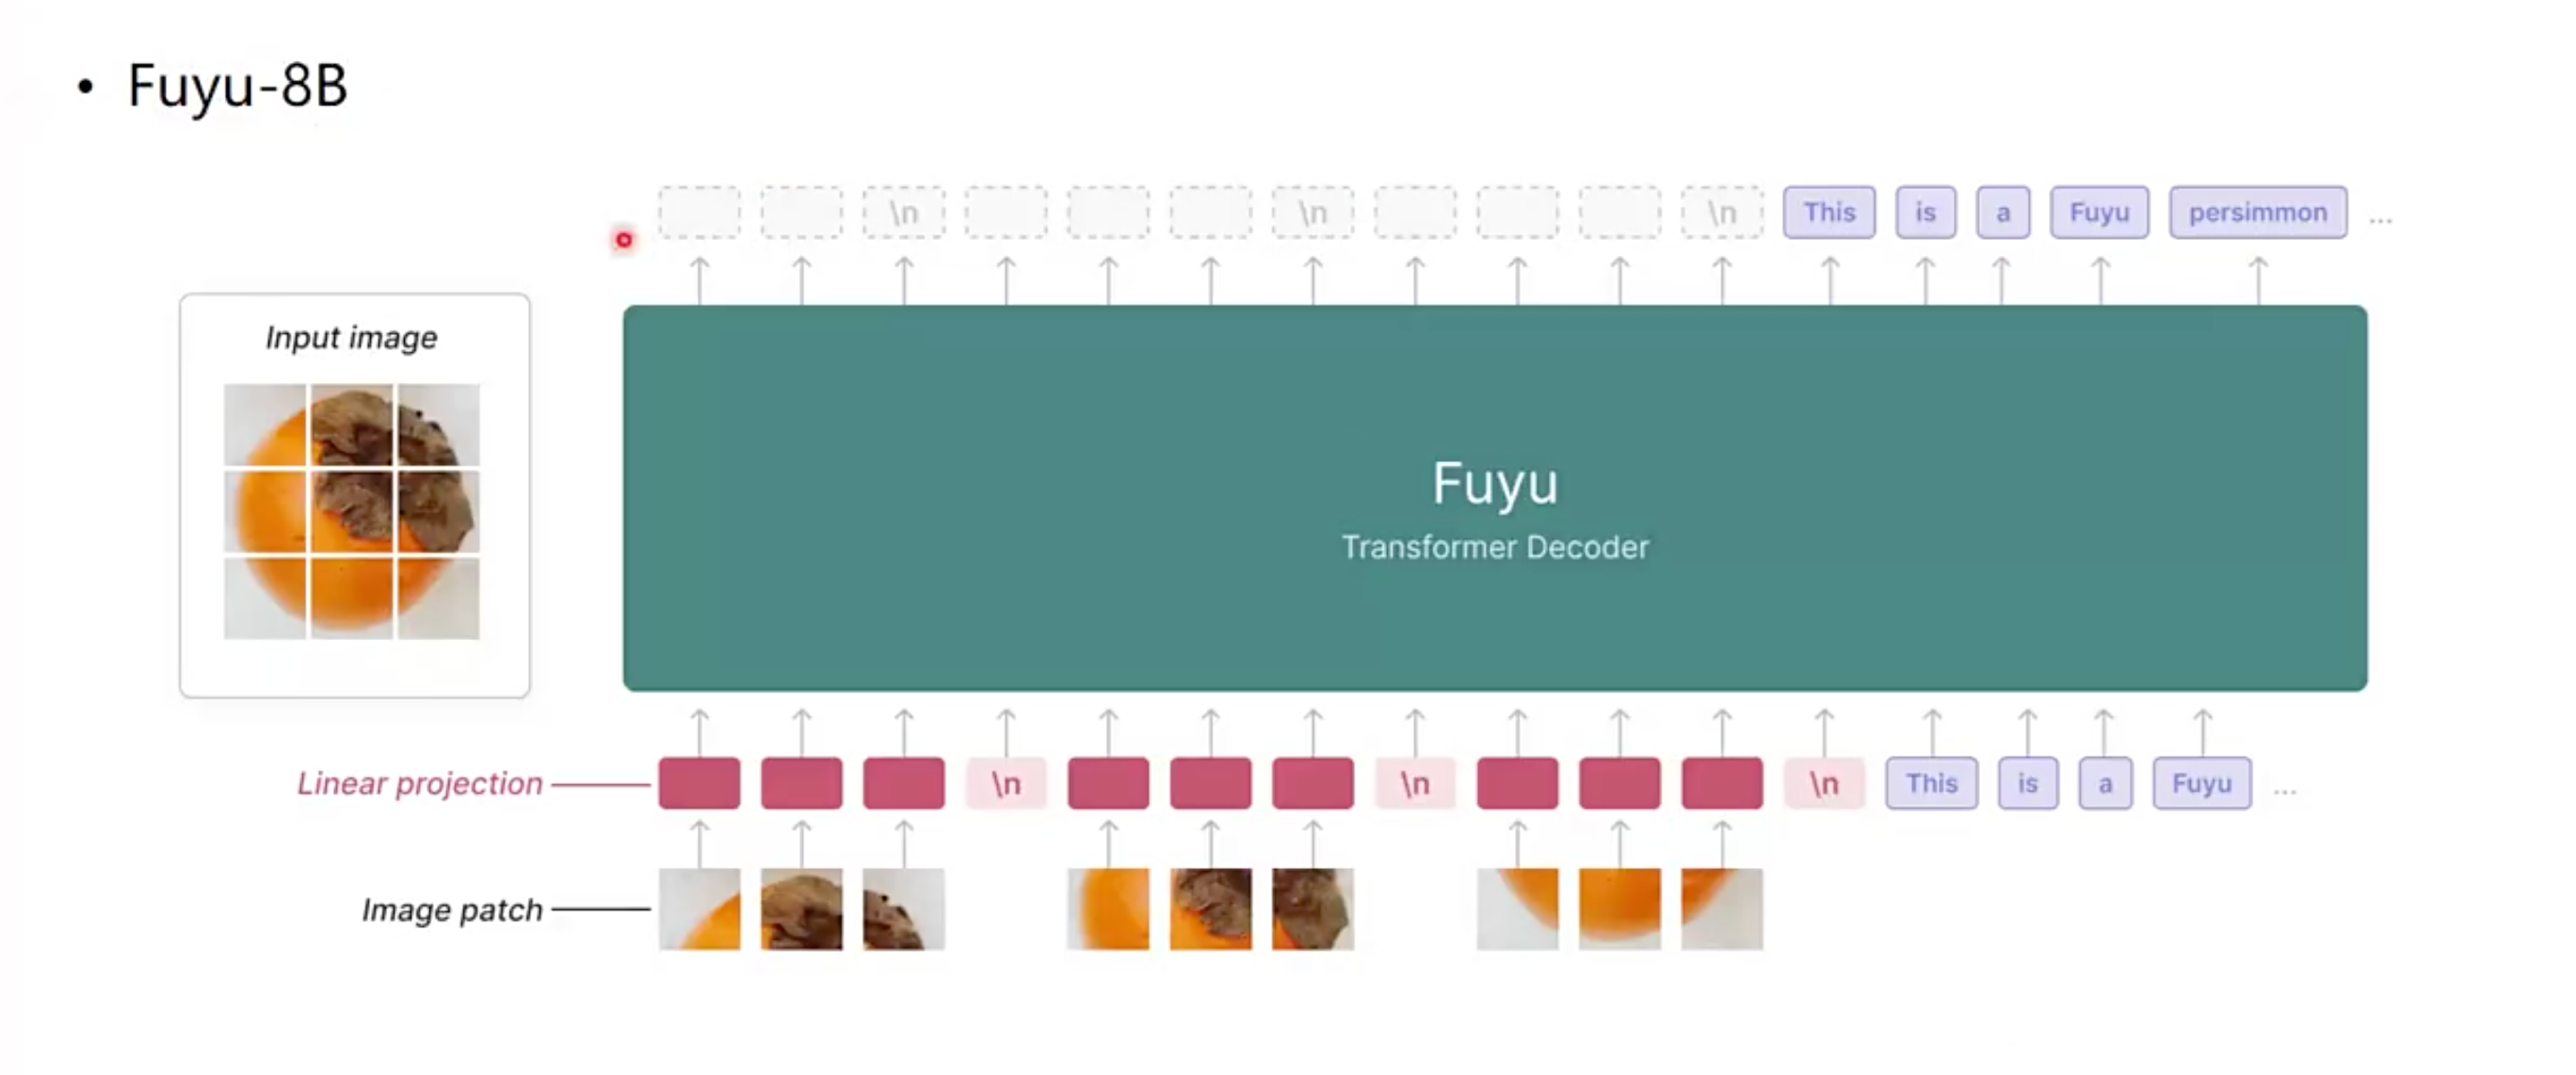 • Fuyu-8B
\n \n \n This is a Fuyu persimmon ...
Input image
Fuyu
Transformer Decoder
Linear projection \n \n \n This is a Fuyu ...
Image patch